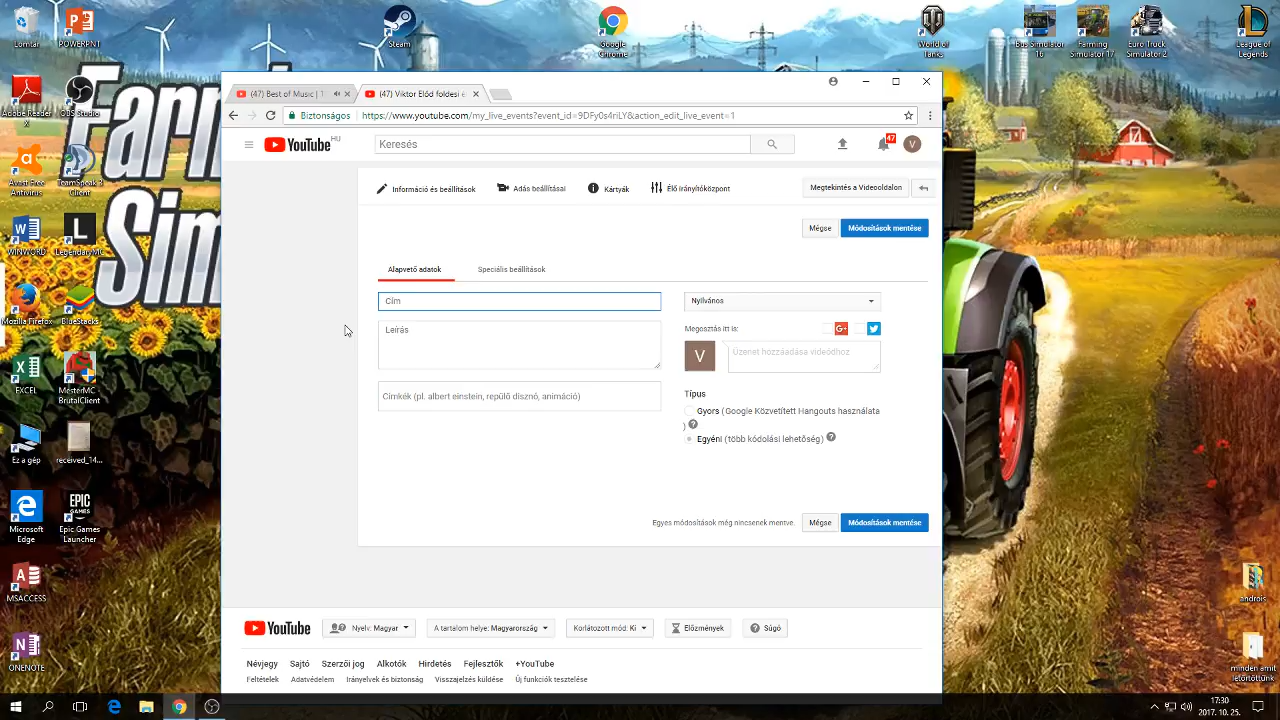 Lomtár
POWERPNT
Steam
Google Chrome
World of Tanks
Bus Simulator 16
Farming Simulator 17
Euro Truck Simulator 2
League of Legends
Farm
Sim
Adobe Reader X
OBS Studio
Avast Free Antivirus
TeamSpeak 3 Client
WINWORD
LegendaryMC
Mozilla Firefox
BlueStacks
EXCEL
MesterMC - BrutalClient
Ez a gép
received_14...
Microsoft Edge
Epic Games Launcher
MSACCESS
ONENOTE
androis
minden amit letörtöttünk
(47) Best of Music | 1
(47) Viktor Előd foldesi é
Biztonságos
https://www.youtube.com/my_live_events?event_id=9DFy0s4riLY&action_edit_live_event=1
YouTube HU
Keresés
47
V
Információ és beállítások
Adás beállításai
Kártyák
Élő irányítóközpont
Megtekintés a Videooldalon
Mégse
Módosítások mentése
Alapvető adatok
Speciális beállítások
Cím
Nyilvános
Leírás
Megosztás itt is:
G+
V
Üzenet hozzáadása videódhoz
Címkék (pl. albert einstein, repülő disznó, animáció)
Típus
Gyors (Google Közvetített Hangouts használata
) ?
Egyéni (több kódolási lehetőség) ?
Egyes módosítások még nincsenek mentve.
Mégse
Módosítások mentése
YouTube
Nyelv: Magyar
A tartalom helye: Magyarország
Korlátozott mód: Ki
Előzmények
Súgó
Névjegy
Sajtó
Szerzői jog
Alkotók
Hirdetés
Fejlesztők
+YouTube
Feltételek
Adatvédelem
Irányelvek és biztonság
Visszajelzés küldése
Új funkciók tesztelése
17:30
2017. 10. 25.